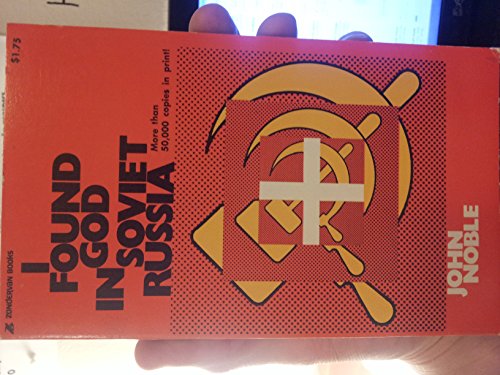 $1.75
I
FOUND
GOD
IN SOVIET
RUSSIA
More than
50,000 copies in print!
ZONDERVAN BOOKS
JOHN
NOBLE